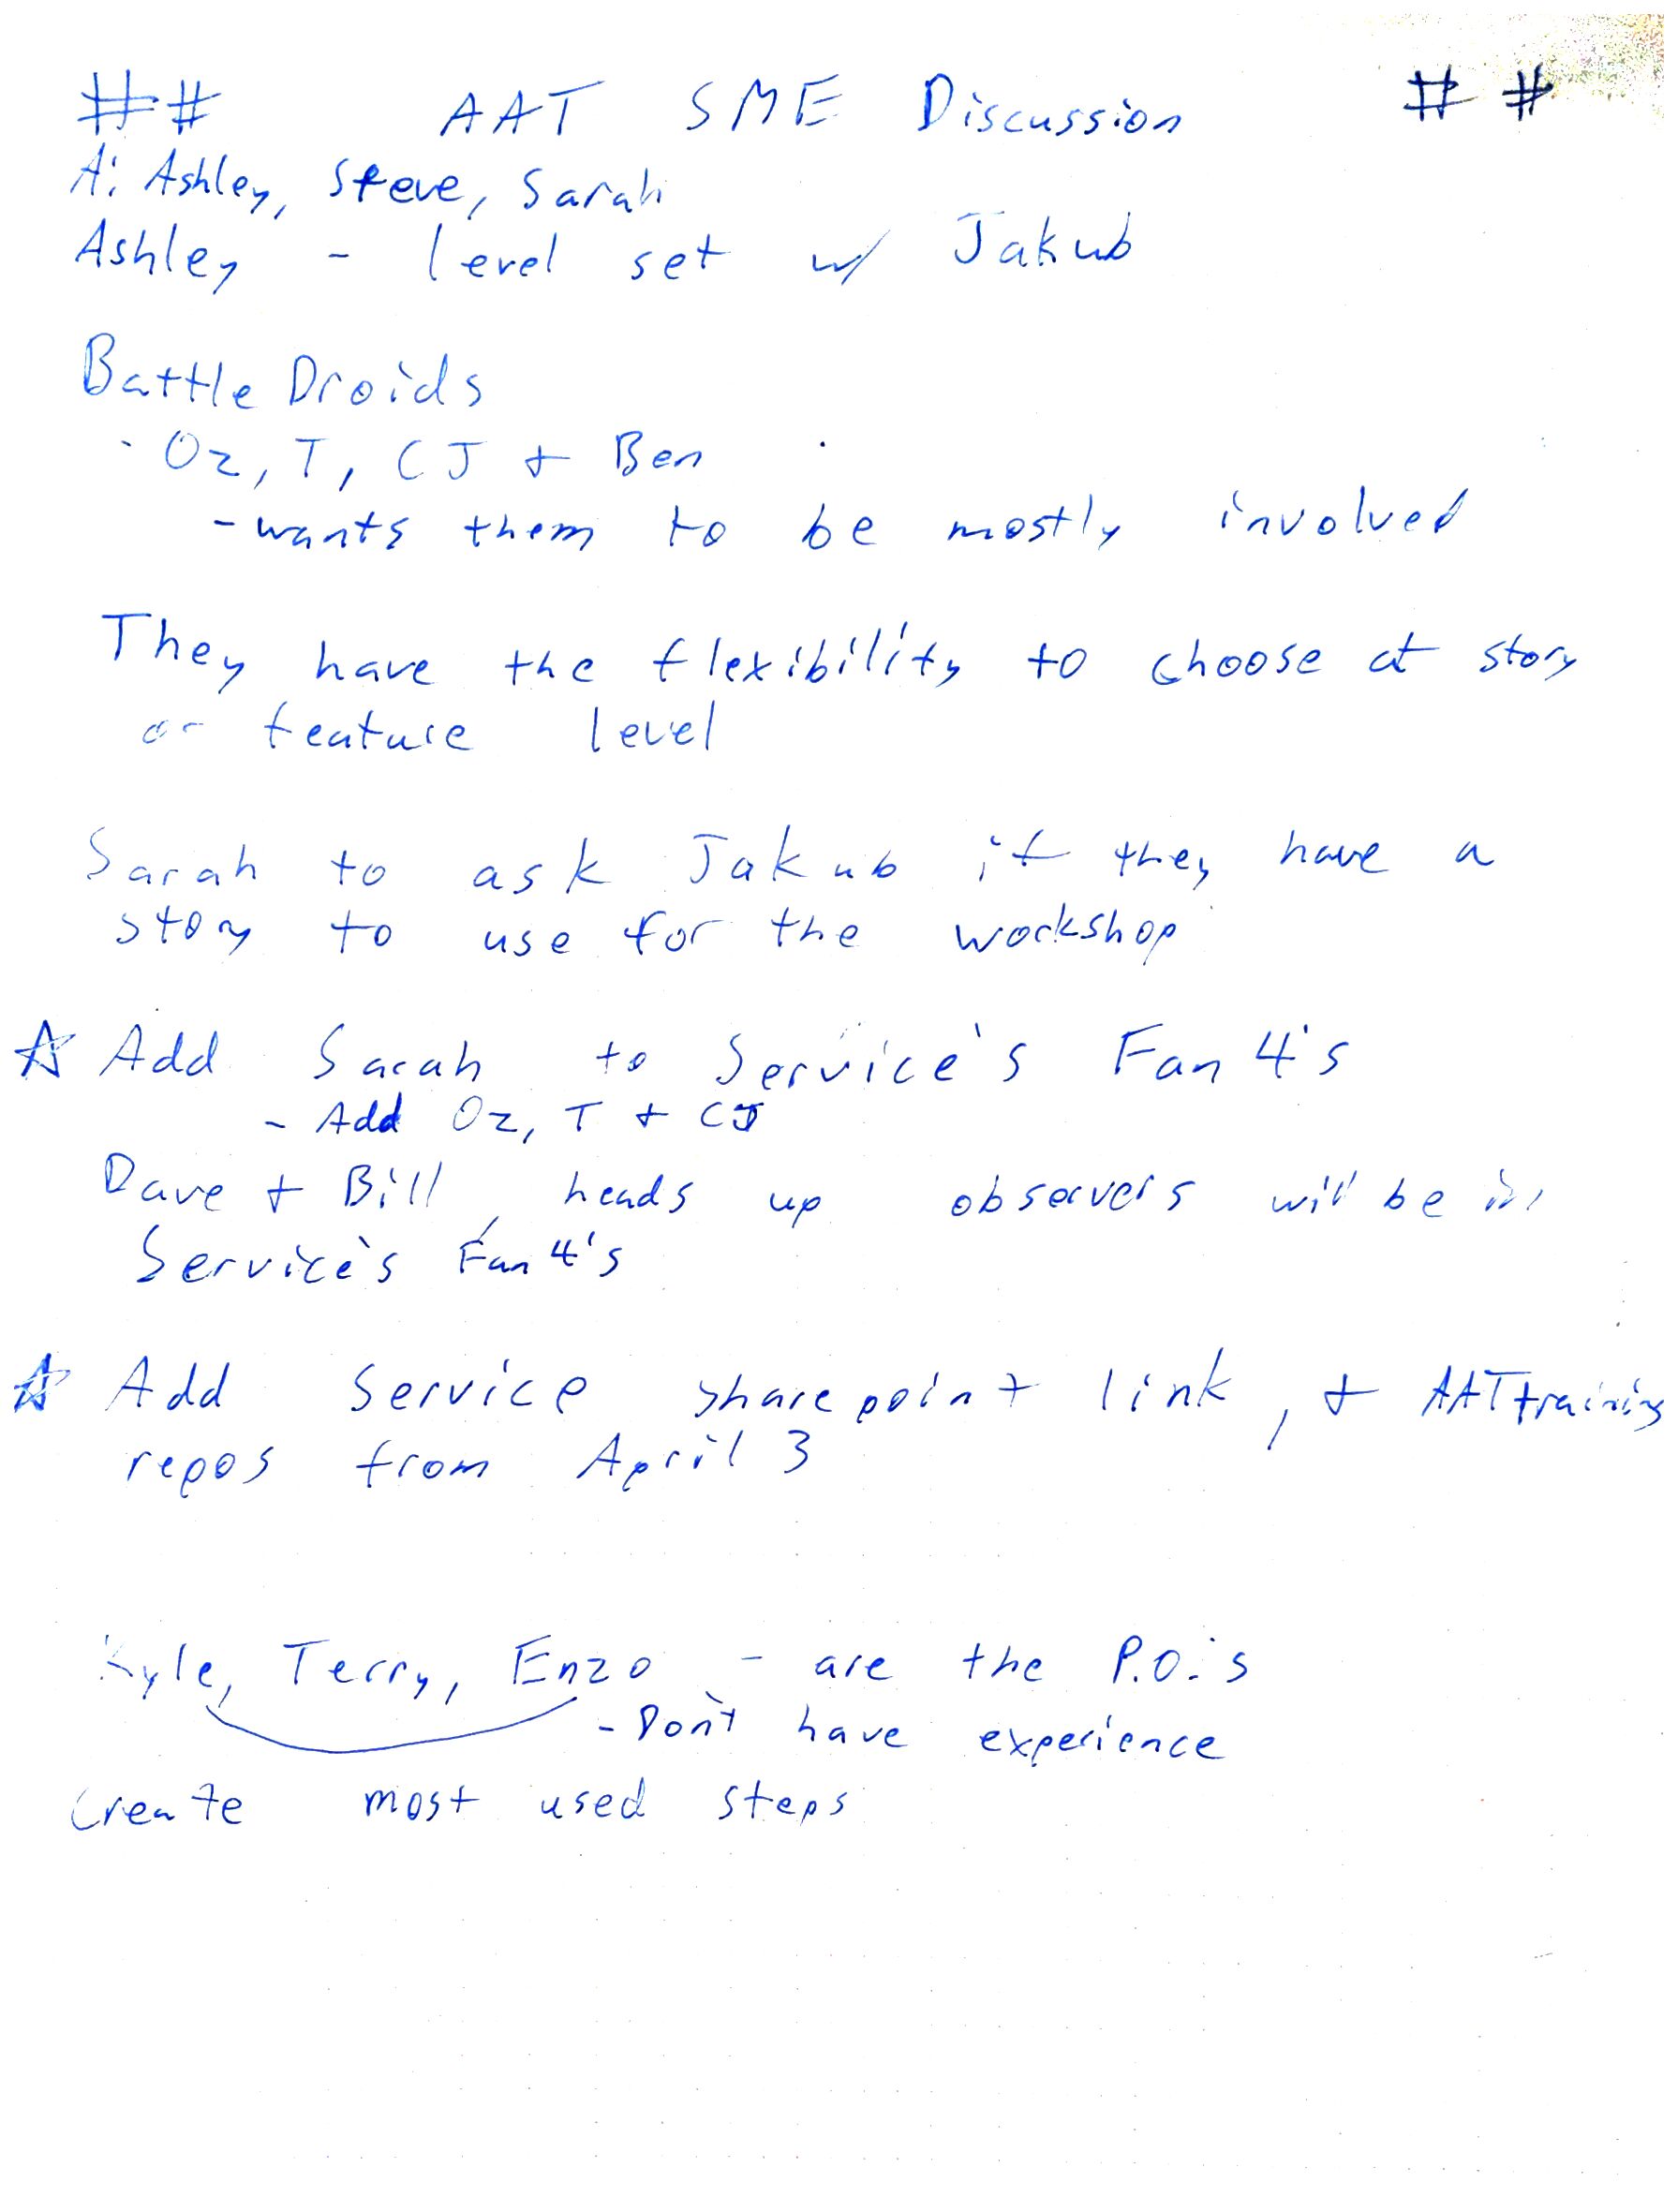 ## AAT SME Discussion ##
A: Ashley, Steve, Sarah
Ashley - level set w/ Jakub
Battle Droids
- Oz, T, CJ + Ben
- wants them to be mostly involved
They have the flexibility to choose at story
or feature level
Sarah to ask Jakub if they have a
story to use for the workshop
☆ Add Sarah to Service's Fan 4's
- Add Oz, T + CJ
Dave + Bill, heads up observers will be in
Service's Fan 4's
☆ Add Service sharepoint link, + AAT training
repos from April 3
Kyle, Terry, Enzo - are the P.O.'s
- Don't have experience
Create most used steps